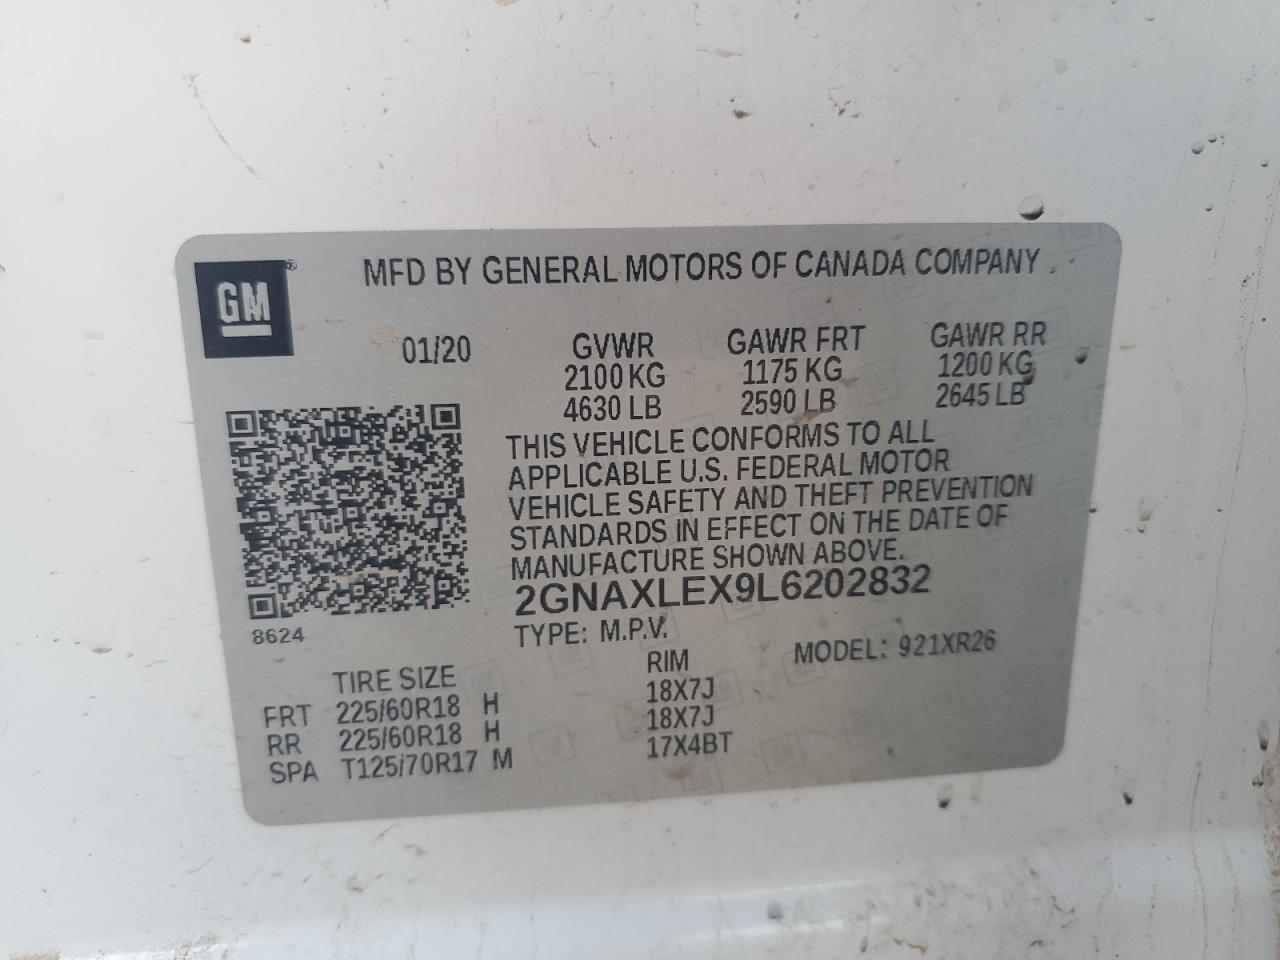 GM®
MFD BY GENERAL MOTORS OF CANADA COMPANY
01/20
GVWR GAWR FRT GAWR RR
2100 KG 1175 KG 1200 KG
4630 LB 2590 LB 2645 LB
THIS VEHICLE CONFORMS TO ALL
APPLICABLE U.S. FEDERAL MOTOR
VEHICLE SAFETY AND THEFT PREVENTION
STANDARDS IN EFFECT ON THE DATE OF
MANUFACTURE SHOWN ABOVE.
2GNAXLEX9L6202832
8624
TYPE: M.P.V. MODEL: 921XR26
TIRE SIZE RIM
FRT 225/60R18 H 18X7J
RR 225/60R18 H 18X7J
SPA T125/70R17 M 17X4BT